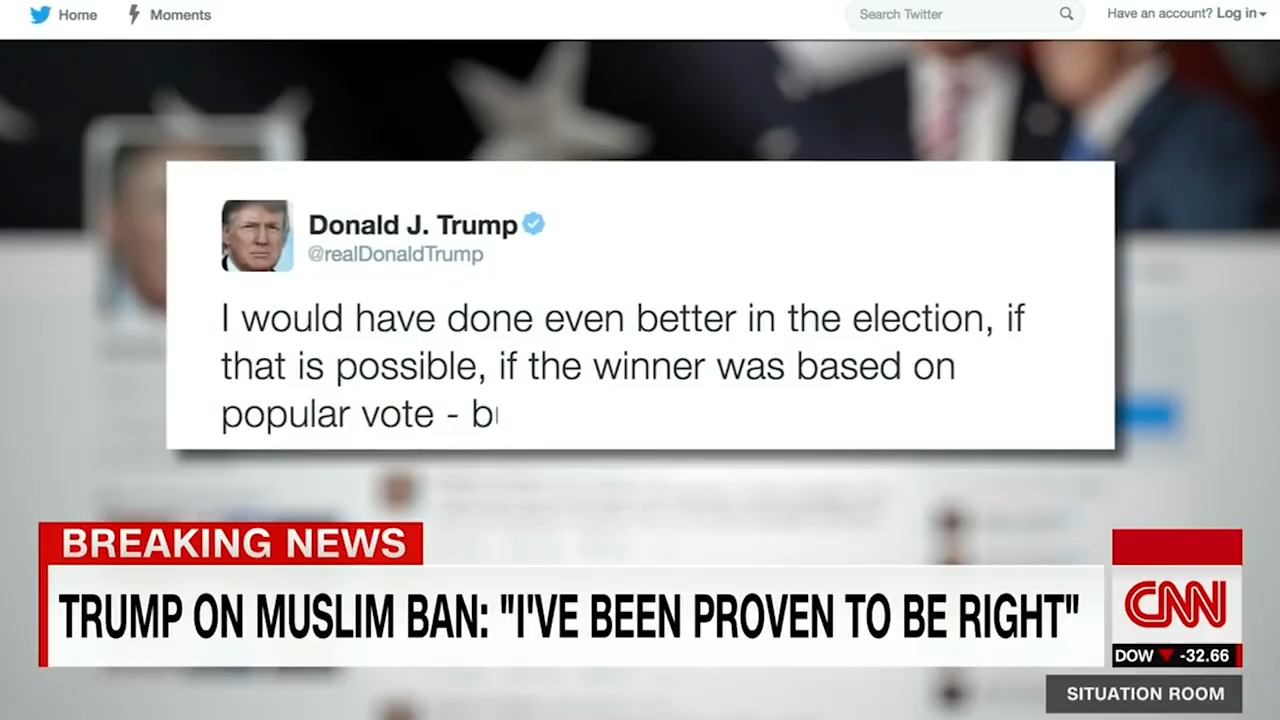 Home Moments Search Twitter Have an account? Log in
Donald J. Trump
@realDonaldTrump
I would have done even better in the election, if
that is possible, if the winner was based on
popular vote - b
BREAKING NEWS
TRUMP ON MUSLIM BAN: "I'VE BEEN PROVEN TO BE RIGHT"
CNN
DOW -32.66
SITUATION ROOM